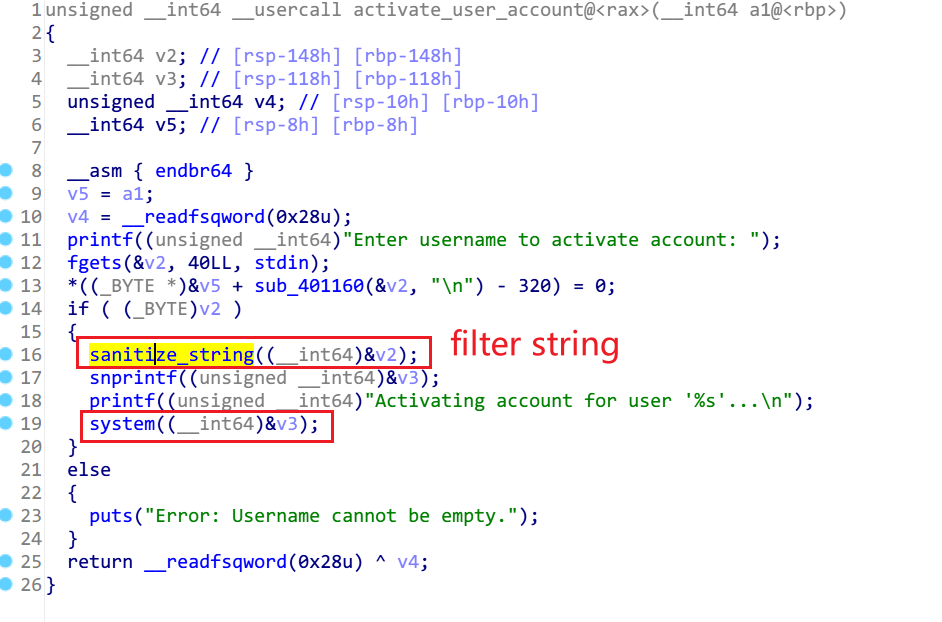 1 unsigned __int64 __usercall activate_user_account@<rax>(__int64 a1@<rbp>)
2 {
3 __int64 v2; // [rsp-148h] [rbp-148h]
4 __int64 v3; // [rsp-118h] [rbp-118h]
5 unsigned __int64 v4; // [rsp-10h] [rbp-10h]
6 __int64 v5; // [rsp-8h] [rbp-8h]
7
8 __asm { endbr64 }
9 v5 = a1;
10 v4 = __readfsqword(0x28u);
11 printf((unsigned __int64)"Enter username to activate account: ");
12 fgets(&v2, 40LL, stdin);
13 *((_BYTE *)&v5 + sub_401160(&v2, "\n") - 320) = 0;
14 if ( (_BYTE)v2 )
15 {
16 sanitize_string((__int64)&v2); filter string
17 snprintf((unsigned __int64)&v3);
18 printf((unsigned __int64)"Activating account for user '%s'...\n");
19 system((__int64)&v3);
20 }
21 else
22 {
23 puts("Error: Username cannot be empty.");
24 }
25 return __readfsqword(0x28u) ^ v4;
26 }